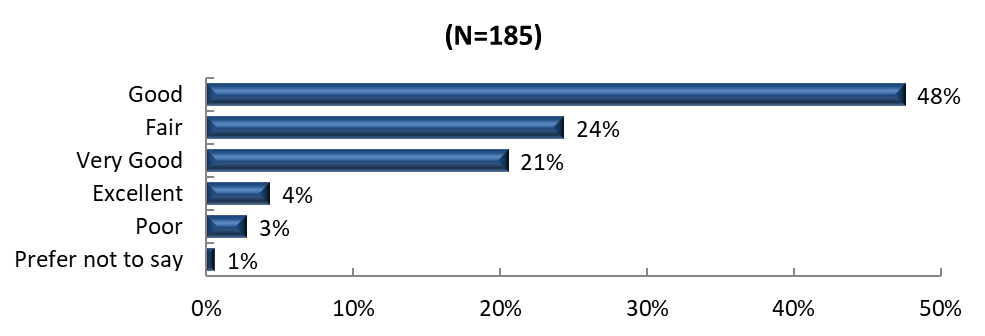 (N=185)
Good 48%
Fair 24%
Very Good 21%
Excellent 4%
Poor 3%
Prefer not to say 1%
0% 10% 20% 30% 40% 50%